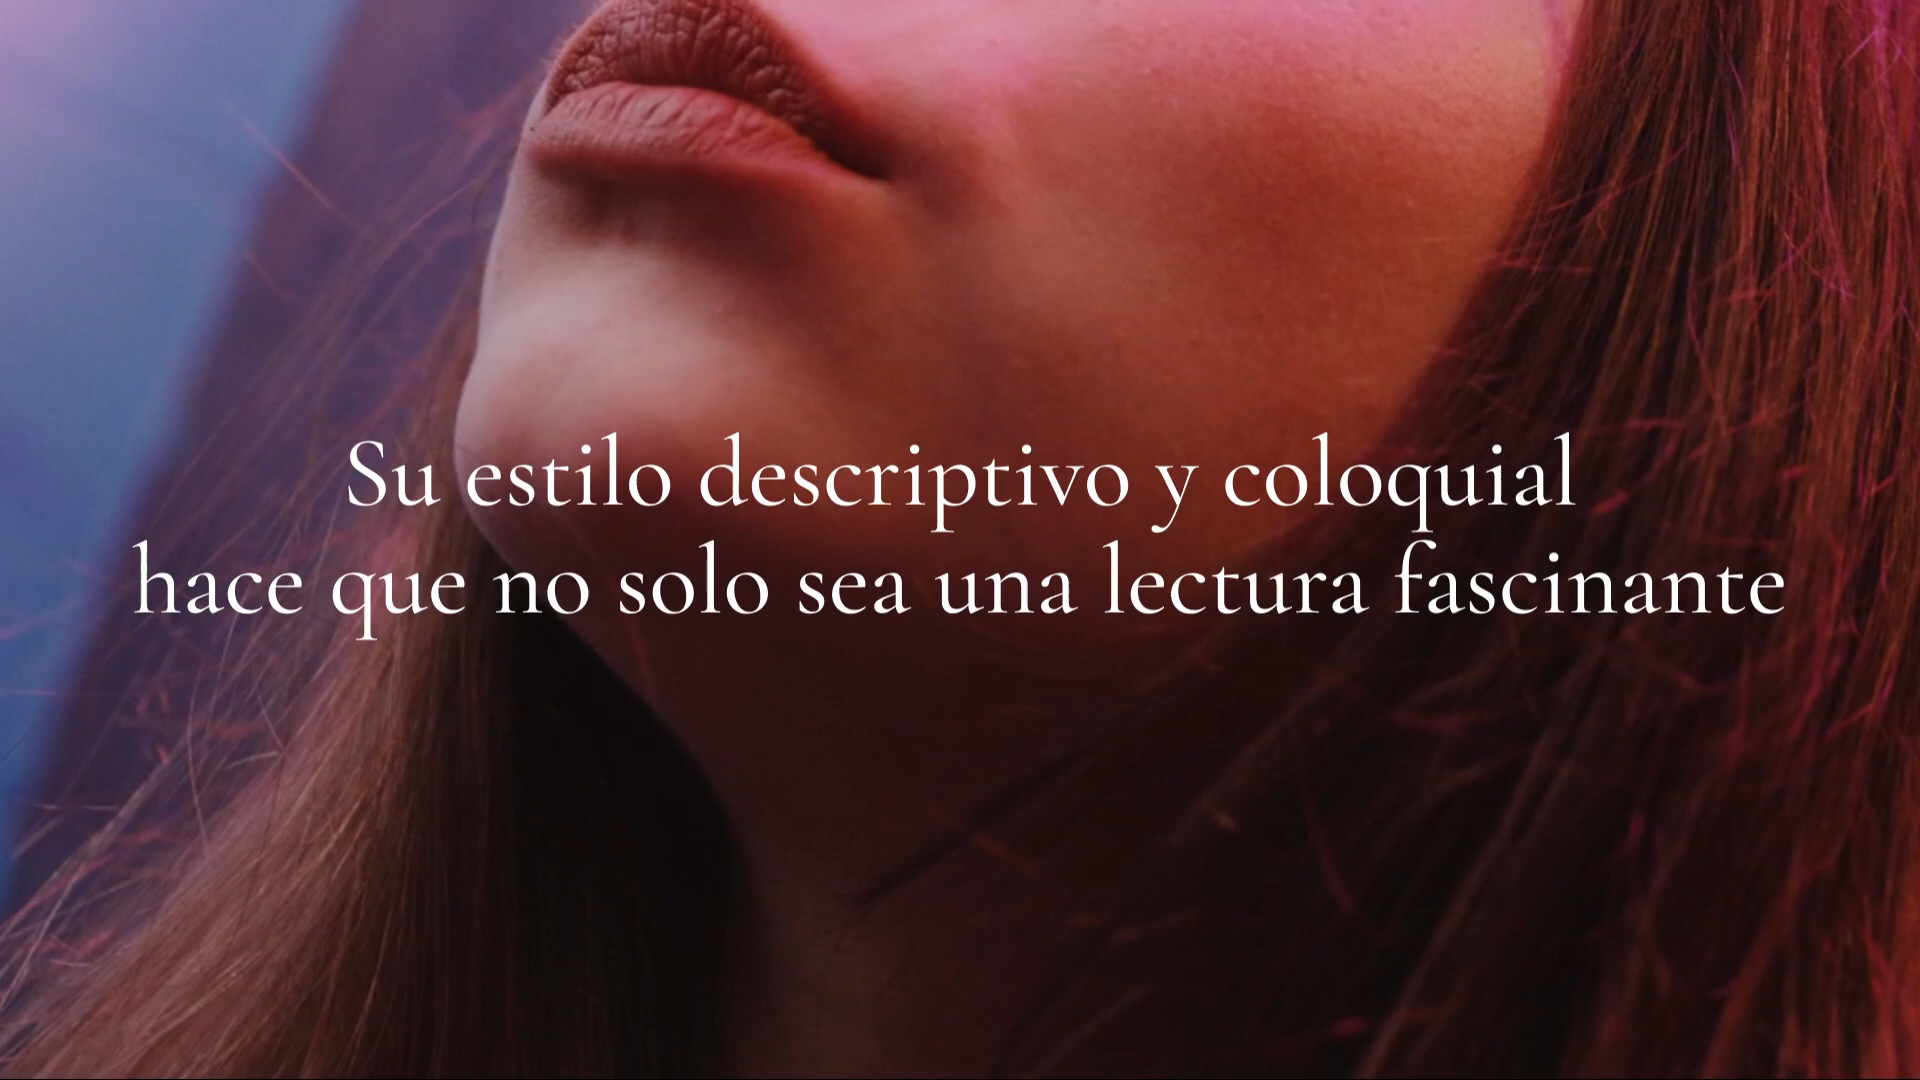 Su estilo descriptivo y coloquial
hace que no solo sea una lectura fascinante